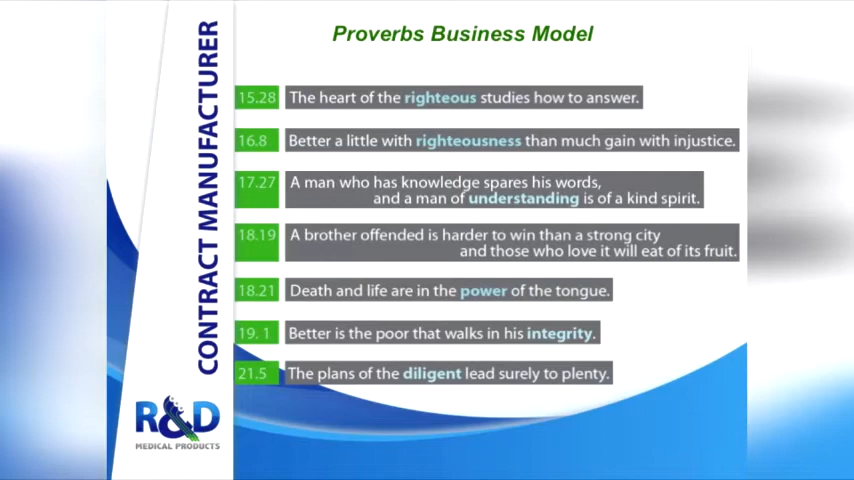 Proverbs Business Model
CONTRACT MANUFACTURER
15.28 The heart of the righteous studies how to answer.
16.8 Better a little with righteousness than much gain with injustice.
17.27 A man who has knowledge spares his words,
and a man of understanding is of a kind spirit.
18.19 A brother offended is harder to win than a strong city
and those who love it will eat of its fruit.
18.21 Death and life are in the power of the tongue.
19. 1 Better is the poor that walks in his integrity.
21.5 The plans of the diligent lead surely to plenty.
R&D
MEDICAL PRODUCTS